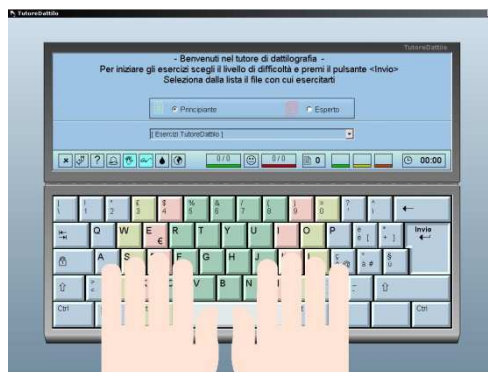 TutoreDattilo
TutoreDattilo
- Benvenuti nel tutore di dattilografia -
Per iniziare gli esercizi scegli il livello di difficoltà e premi il pulsante <Invio>
Seleziona dalla lista il file con cui esercitarti
Principiante Esperto
[ Esercizi TutoreDattilo ]
? 0 / 0 0 / 0 0 00:00
Q W E € R T Y U I O P Invio
A S F G H J
V B N
Ctrl Ctrl